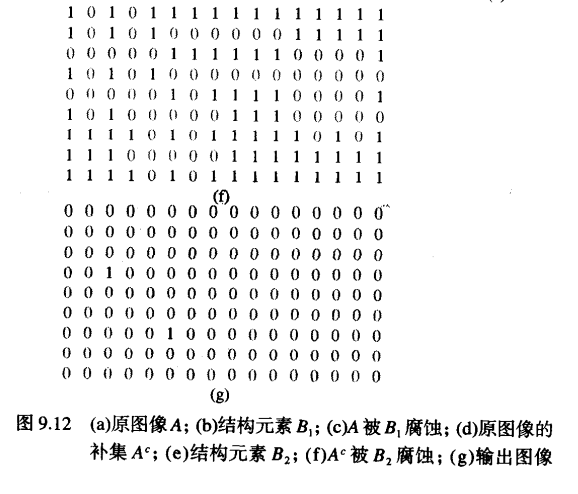 1 0 1 0 1 1 1 1 1 1 1 1 1 1 1 1
1 0 1 0 1 0 0 0 0 0 0 1 1 1 1 1
0 0 0 0 0 1 1 1 1 1 1 0 0 0 0 1
1 0 1 0 1 0 0 0 0 0 0 0 0 0 0 0
0 0 0 0 0 1 0 1 1 1 1 0 0 0 0 1
1 0 1 0 0 0 0 0 1 1 1 0 0 0 0 0
1 1 1 1 0 1 0 1 1 1 1 1 0 1 0 1
1 1 1 0 0 0 0 0 1 1 1 1 1 1 1 1
1 1 1 1 0 1 0 1 1 1 1 1 1 1 1 1
(f)
0 0 0 0 0 0 0 0 0 0 0 0 0 0 0 0
0 0 0 0 0 0 0 0 0 0 0 0 0 0 0 0
0 0 0 0 0 0 0 0 0 0 0 0 0 0 0 0
0 0 1 0 0 0 0 0 0 0 0 0 0 0 0 0
0 0 0 0 0 0 0 0 0 0 0 0 0 0 0 0
0 0 0 0 0 0 0 0 0 0 0 0 0 0 0 0
0 0 0 0 0 1 0 0 0 0 0 0 0 0 0 0
0 0 0 0 0 0 0 0 0 0 0 0 0 0 0 0
0 0 0 0 0 0 0 0 0 0 0 0 0 0 0 0
(g)
图 9.12 (a)原图像 A; (b)结构元素 B₁; (c)A 被 B₁ 腐蚀; (d)原图像的
补集 Aᶜ; (e)结构元素 B₂; (f)Aᶜ 被 B₂ 腐蚀; (g)输出图像